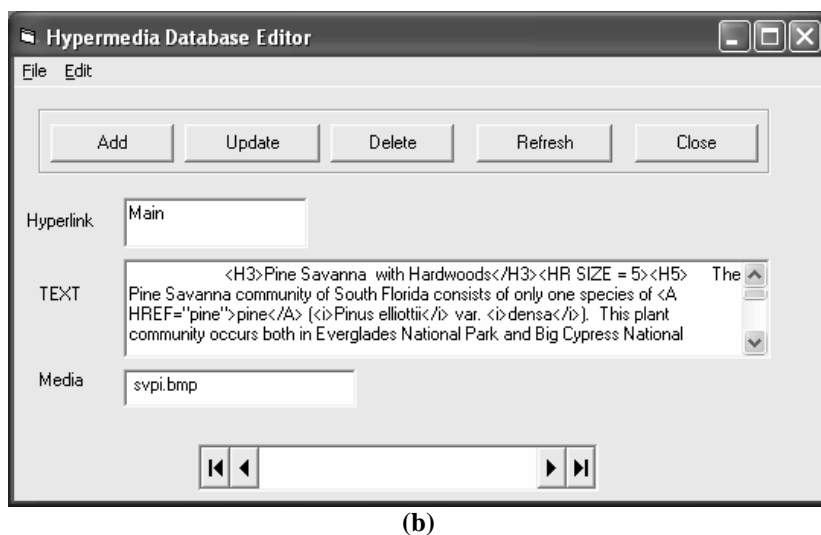 Hypermedia Database Editor
File Edit
Add Update Delete Refresh Close
Hyperlink Main
<H3>Pine Savanna with Hardwoods</H3><HR SIZE = 5><H5> The
TEXT Pine Savanna community of South Florida consists of only one species of <A
HREF="pine">pine</A> (<i>Pinus elliottii</i> var. <i>densa</i>). This plant
community occurs both in Everglades National Park and Big Cypress National
Media svpi.bmp
(b)